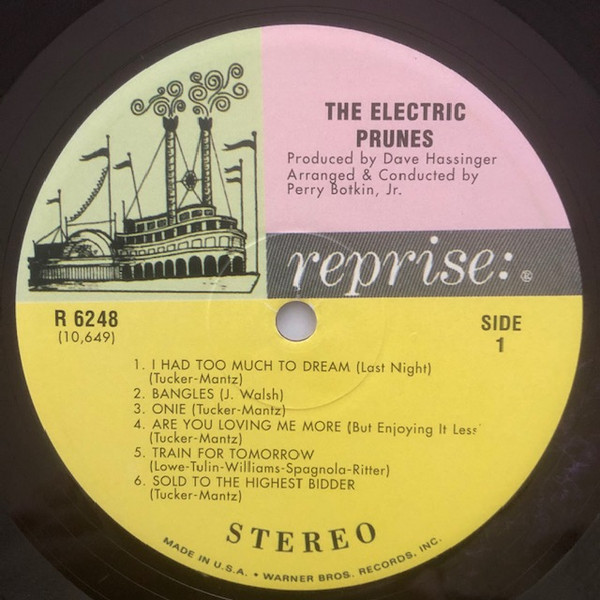 THE ELECTRIC
PRUNES
Produced by Dave Hassinger
Arranged & Conducted by
Perry Botkin, Jr.
reprise:®
R 6248
(10,649)
SIDE
1
1. I HAD TOO MUCH TO DREAM (Last Night)
(Tucker-Mantz)
2. BANGLES (J. Walsh)
3. ONIE (Tucker-Mantz)
4. ARE YOU LOVING ME MORE (But Enjoying It Less
5. TRAIN FOR TOMORROW
(Lowe-Tulin-Williams-Spagnola-Ritter)
6. SOLD TO THE HIGHEST BIDDER
(Tucker-Mantz)
STEREO
MADE IN U.S.A. • WARNER BROS. RECORDS, INC.